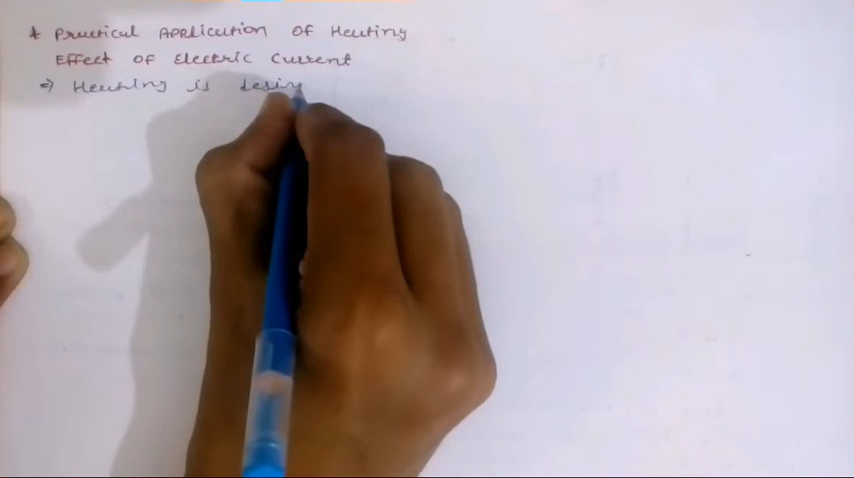 * Practical Application of Heating
Effect of Electric Current
⇒ Heating is